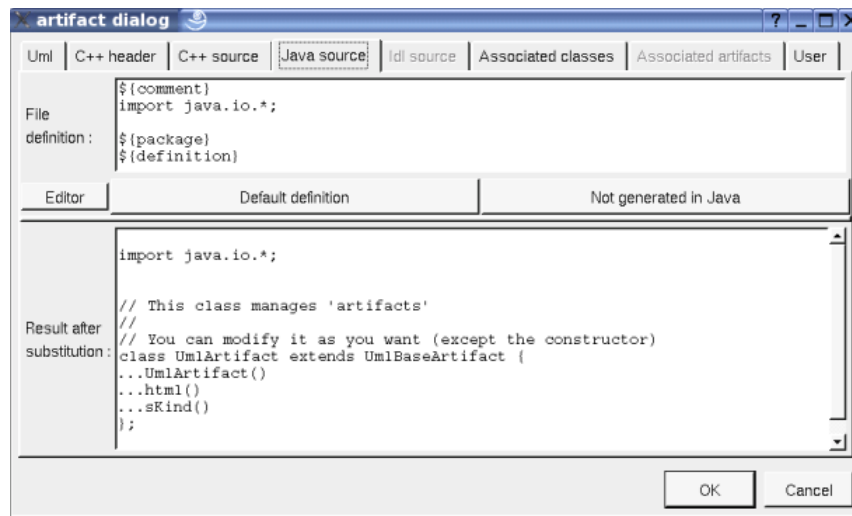 artifact dialog
Uml C++ header C++ source Java source Idl source Associated classes Associated artifacts User
File
definition :
${comment}
import java.io.*;
${package}
${definition}
Editor Default definition Not generated in Java
Result after
substitution :
import java.io.*;
// This class manages 'artifacts'
//
// You can modify it as you want (except the constructor)
class UmlArtifact extends UmlBaseArtifact {
...UmlArtifact()
...html()
...sKind()
};
OK Cancel